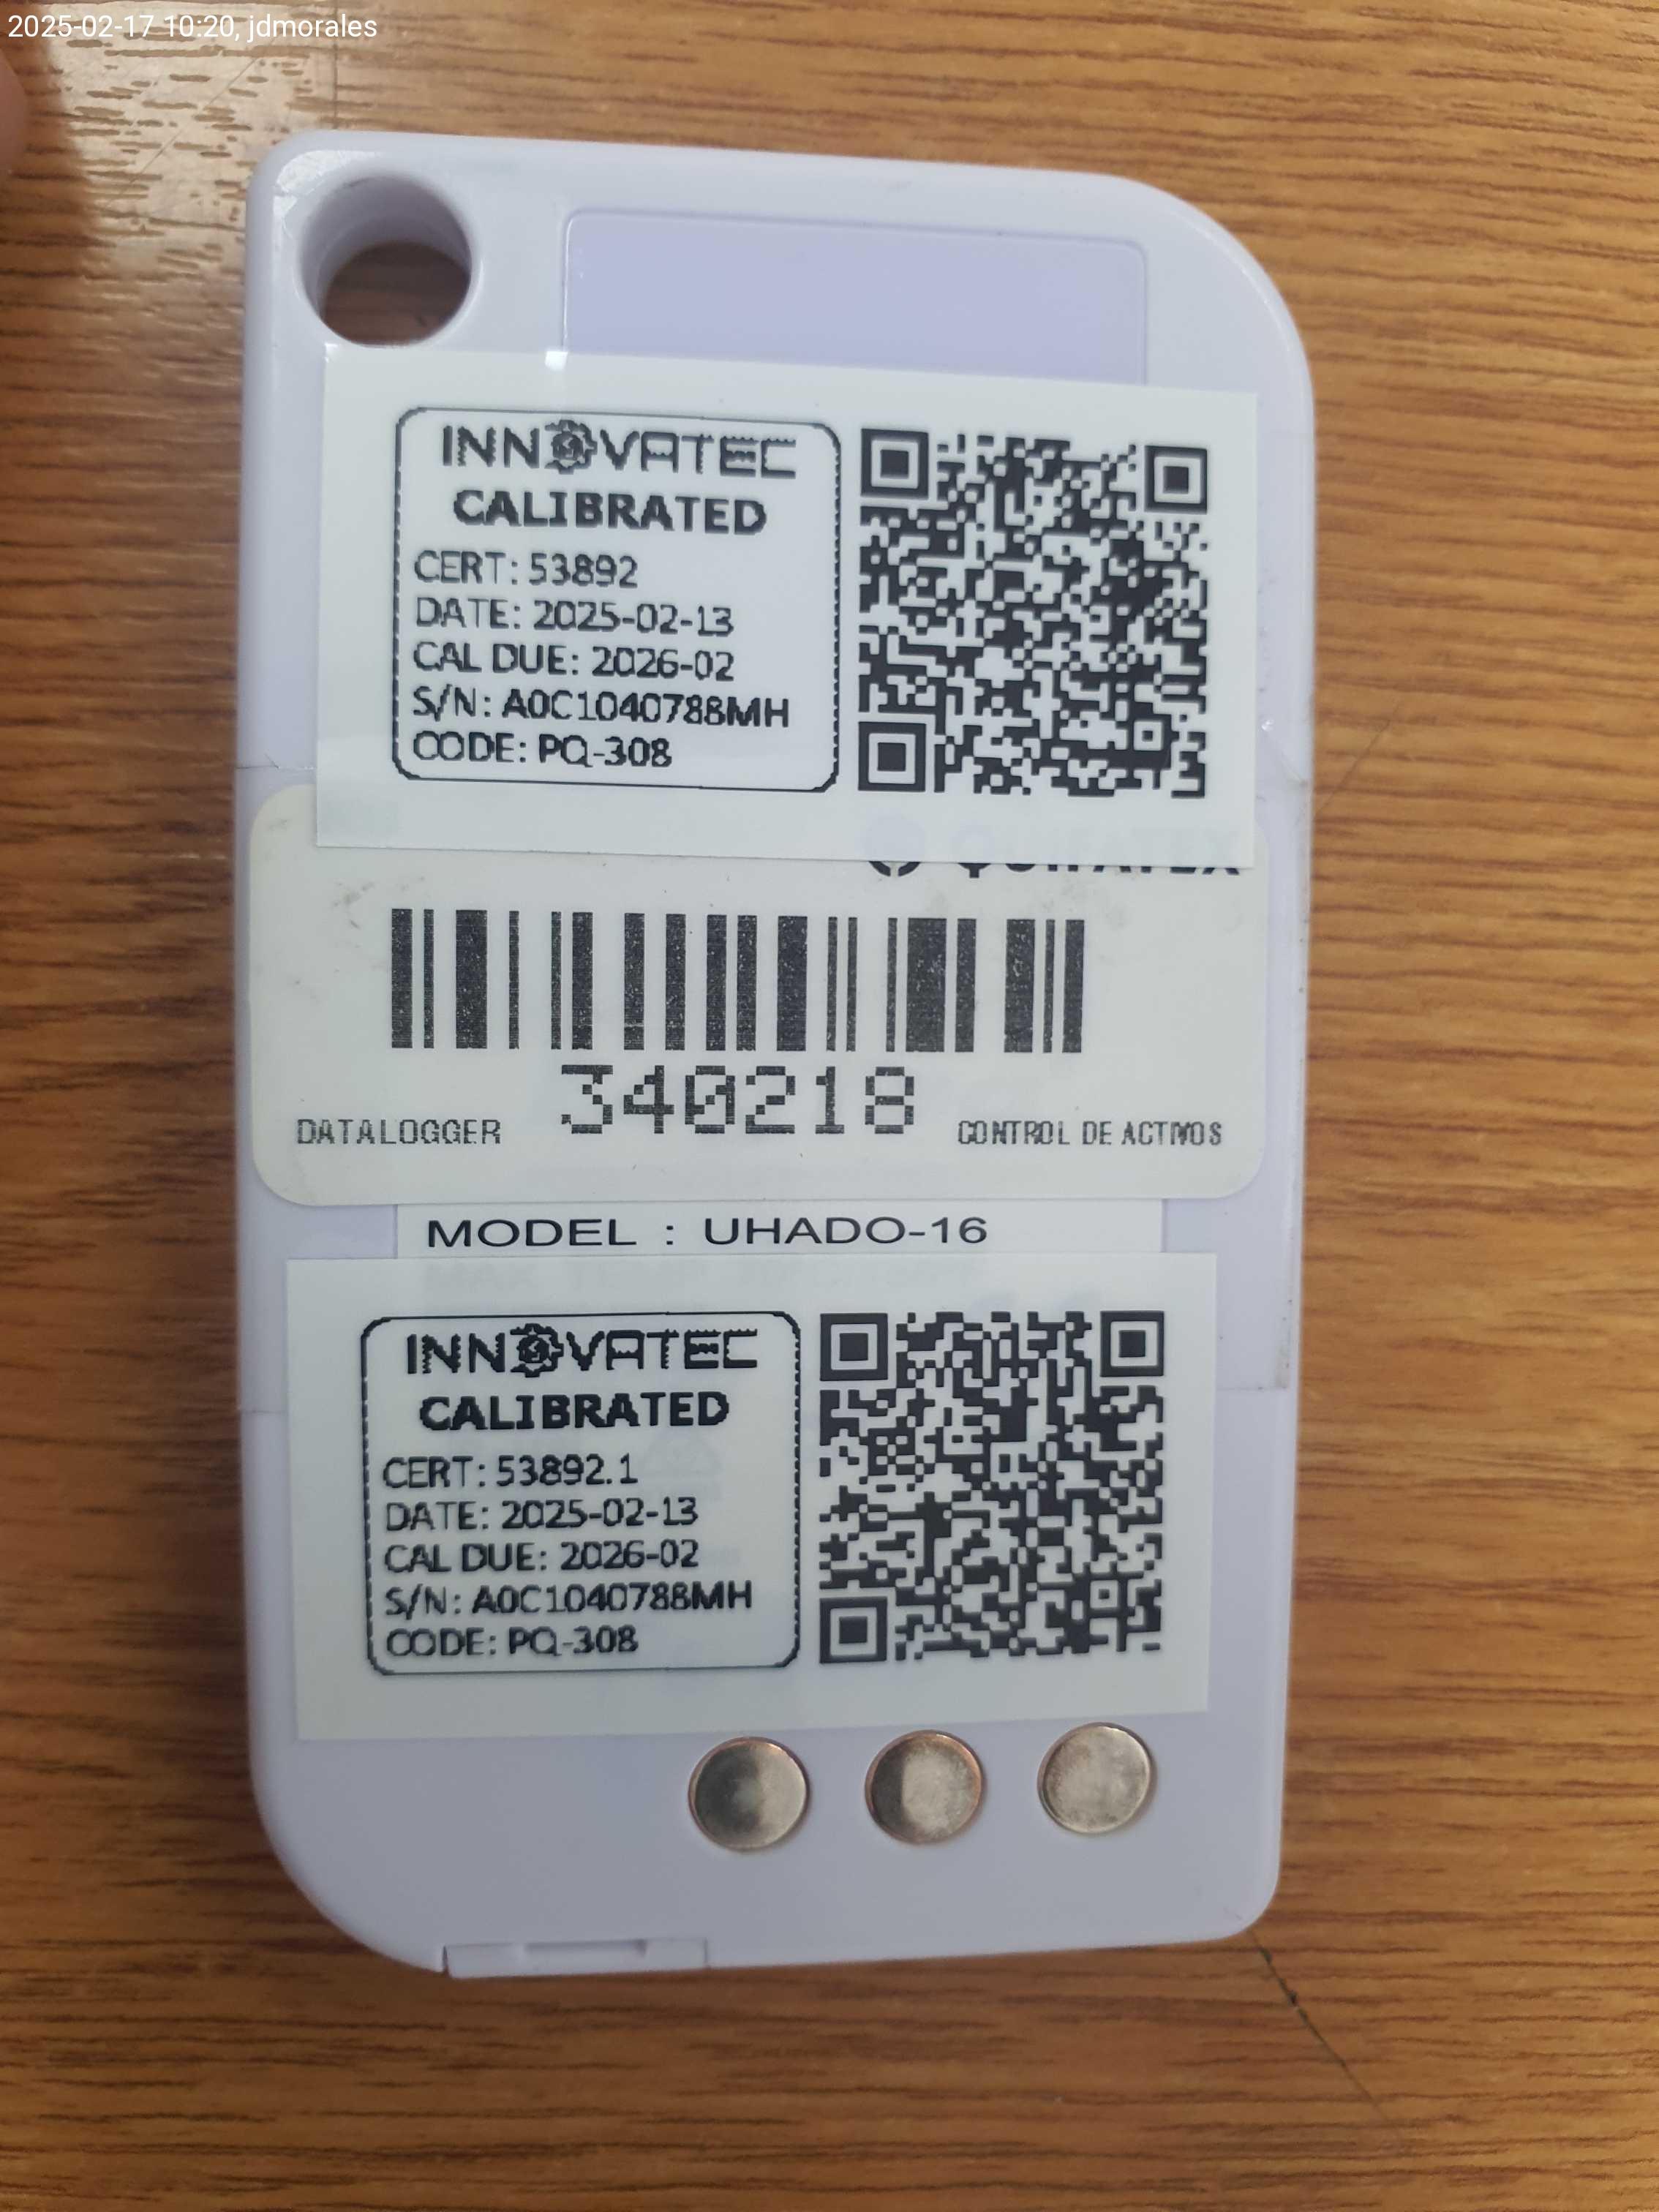 2025-02-17 10:20, jdmorales
INNOVATEC
CALIBRATED
CERT: 53892
DATE: 2025-02-13
CAL DUE: 2026-02
S/N: A0C1040788MH
CODE: PQ-308
340218
DATALOGGER
CONTROL DE ACTIVOS
MODEL : UHADO-16
INNOVATEC
CALIBRATED
CERT: 53892.1
DATE: 2025-02-13
CAL DUE: 2026-02
S/N: A0C1040788MH
CODE: PQ-308